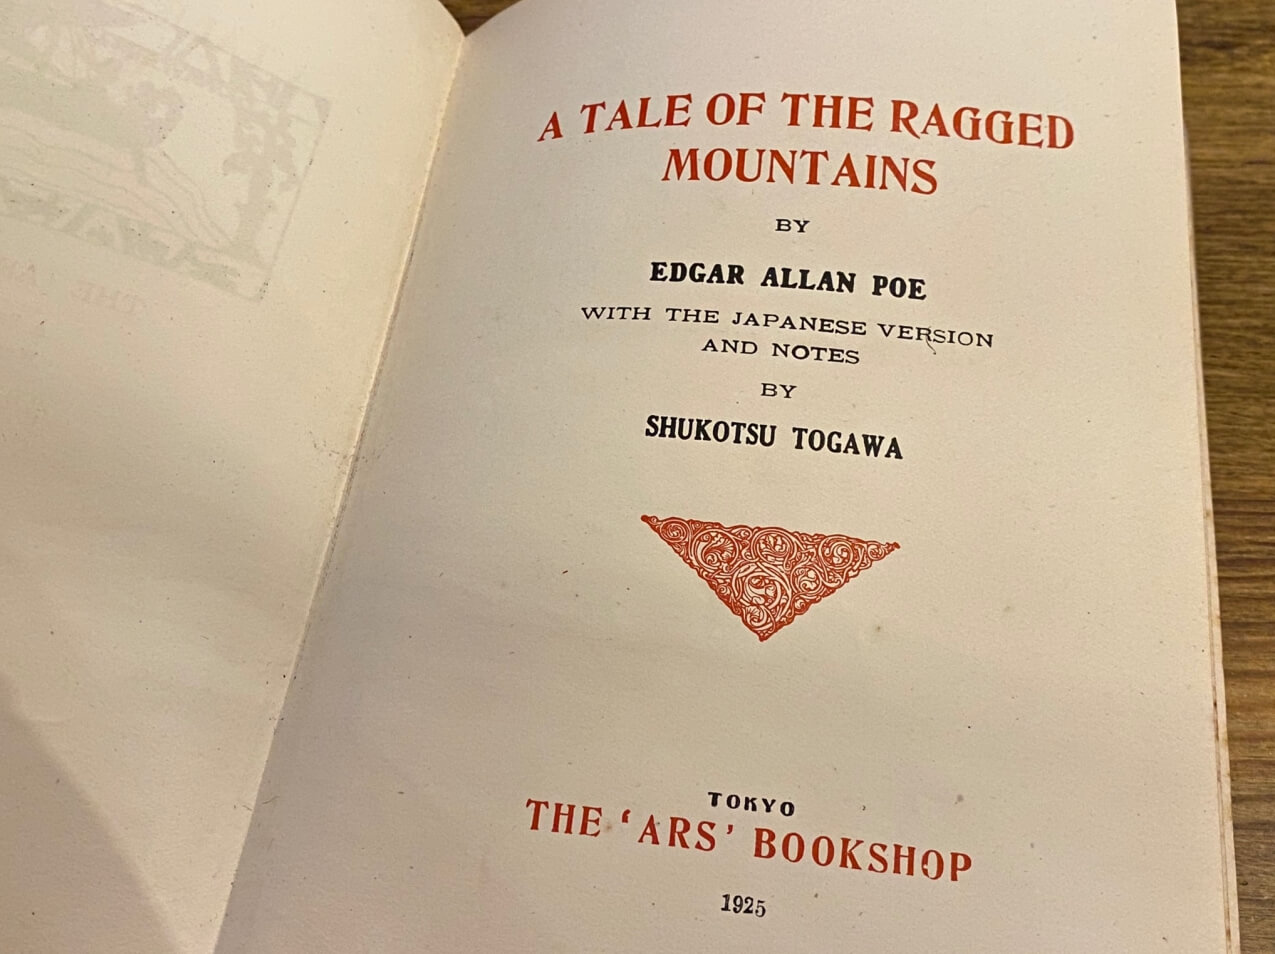 A TALE OF THE RAGGED
MOUNTAINS
BY
EDGAR ALLAN POE
WITH THE JAPANESE VERSION
AND NOTES
BY
SHUKOTSU TOGAWA
TOKYO
THE ‘ARS’ BOOKSHOP
1925